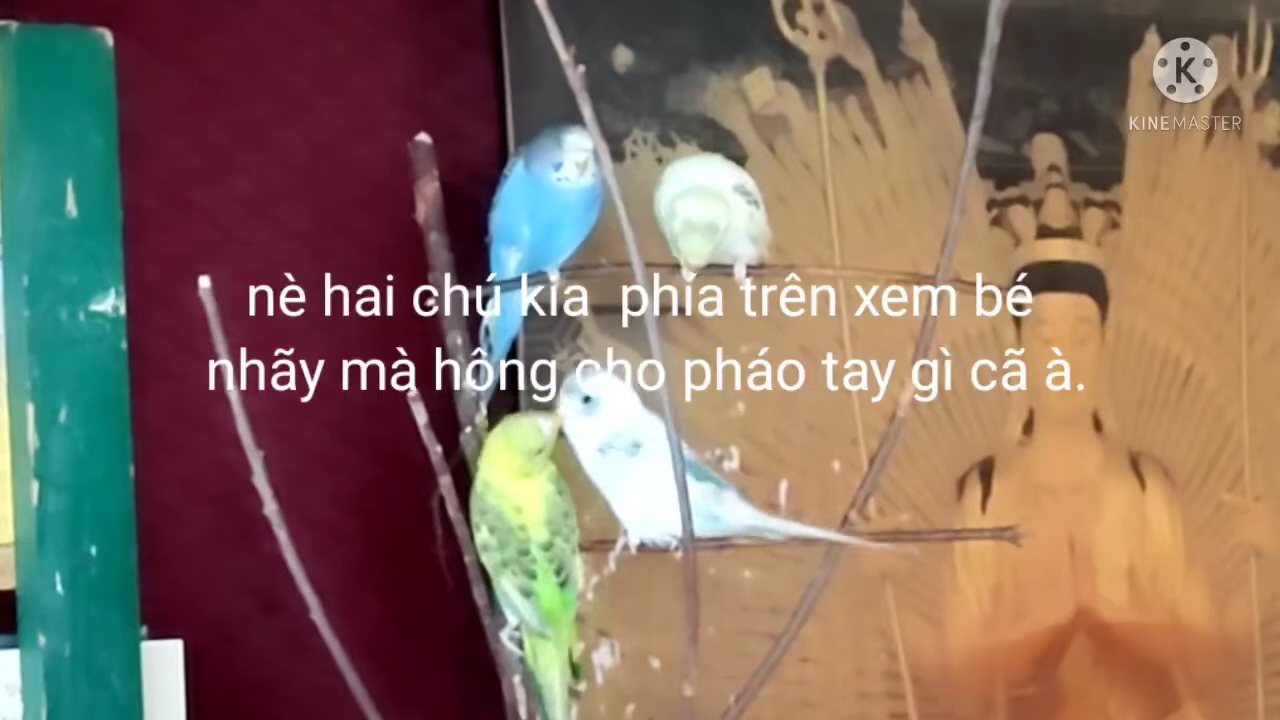 KINEMASTER
nè hai chú kia phía trên xem bé
nhãy mà hông cho pháo tay gì cã à.